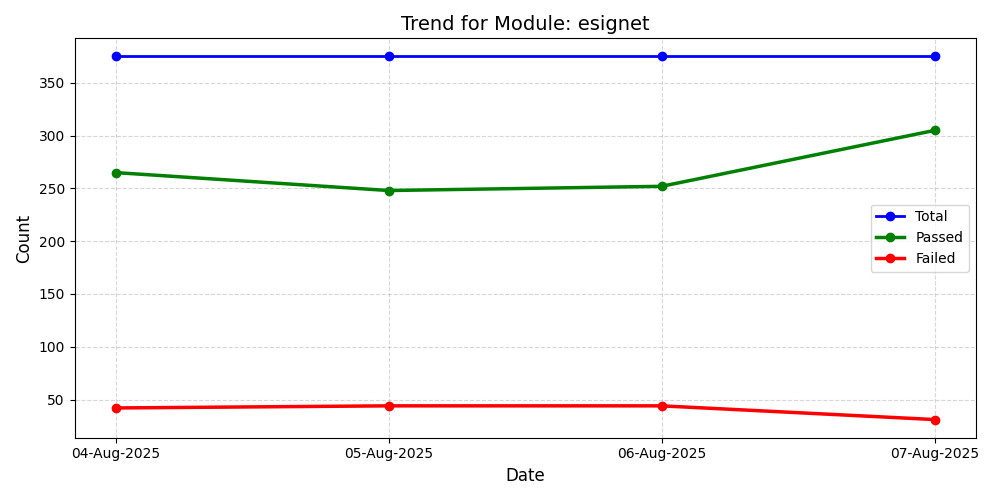 Trend for Module: esignet
Count
350
300
250
200
150
100
50
Total
Passed
Failed
04-Aug-2025 05-Aug-2025 06-Aug-2025 07-Aug-2025
Date